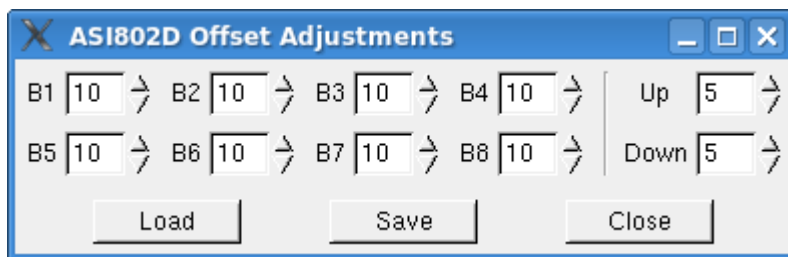 ASI802D Offset Adjustments
B1 10 B2 10 B3 10 B4 10 Up 5
B5 10 B6 10 B7 10 B8 10 Down 5
Load Save Close